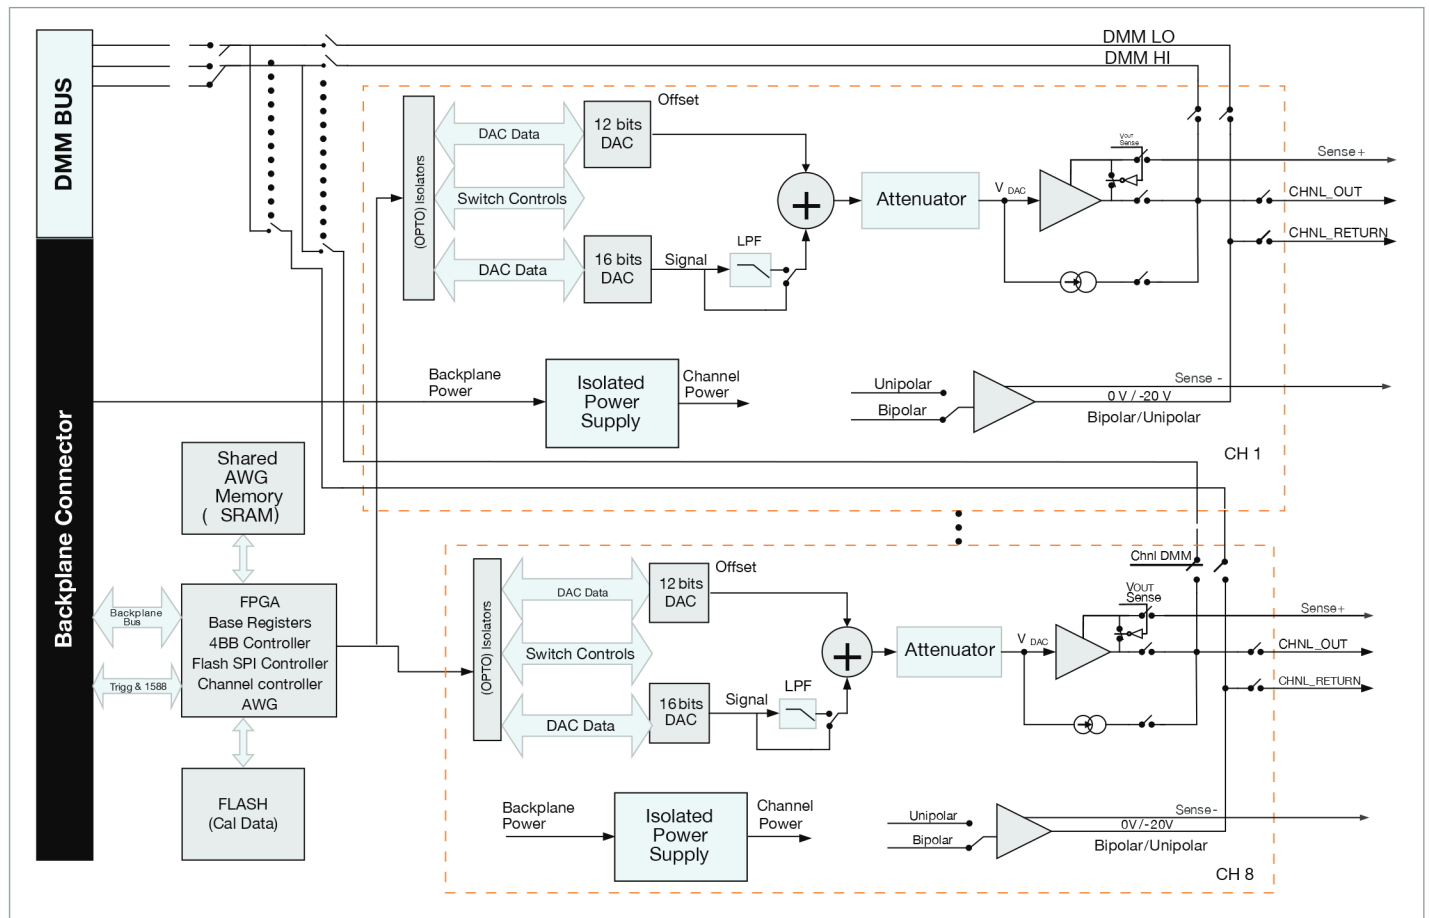 DMM BUS
Backplane Connector
DMM LO
DMM HI
(OPTO) Isolators
DAC Data
Switch Controls
DAC Data
12 bits
DAC
Offset
16 bits
DAC
Signal
LPF
+
Attenuator
V DAC
VOUT
Sense
Sense+
CHNL_OUT
CHNL_RETURN
Backplane
Power
Isolated
Power
Supply
Channel
Power
Unipolar
Bipolar
Sense -
0 V / -20 V
Bipolar/Unipolar
CH 1
Shared
AWG
Memory
( SRAM)
Backplane
Bus
Trigg & 1588
FPGA
Base Registers
4BB Controller
Flash SPI Controller
Channel controller
AWG
FLASH
(Cal Data)
(OPTO) Isolators
DAC Data
Switch Controls
DAC Data
12 bits
DAC
Offset
16 bits
DAC
Signal
LPF
+
Attenuator
V DAC
Chnl DMM
VOUT
Sense
Sense+
CHNL_OUT
CHNL_RETURN
Backplane
Power
Isolated
Power
Supply
Channel
Power
Unipolar
Bipolar
Sense-
0V/-20V
Bipolar/Unipolar
CH 8